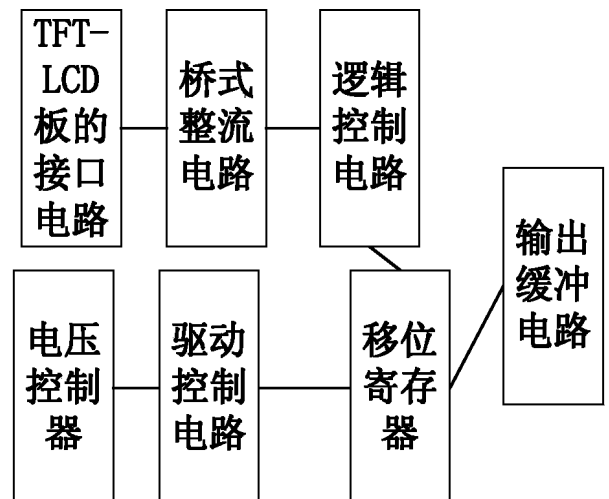 TFT-
LCD
板的
接口
电路
桥式
整流
电路
逻辑
控制
电路
输出
缓冲
电路
电压
控制
器
驱动
控制
电路
移位
寄存
器